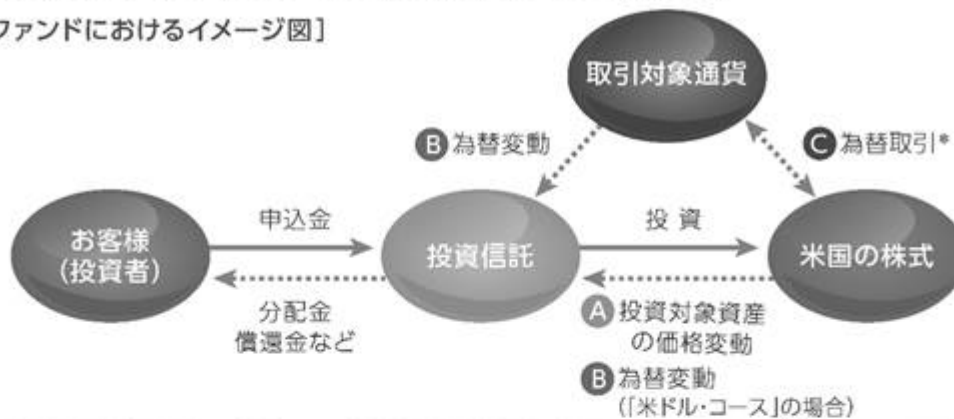 ファンドにおけるイメージ図]
取引対象通貨
B 為替変動
C 為替取引*
申込金
投 資
お客様
(投資者)
投資信託
米国の株式
分配金
償還金など
A 投資対象資産
の価格変動
B 為替変動
(「米ドル・コース」の場合)